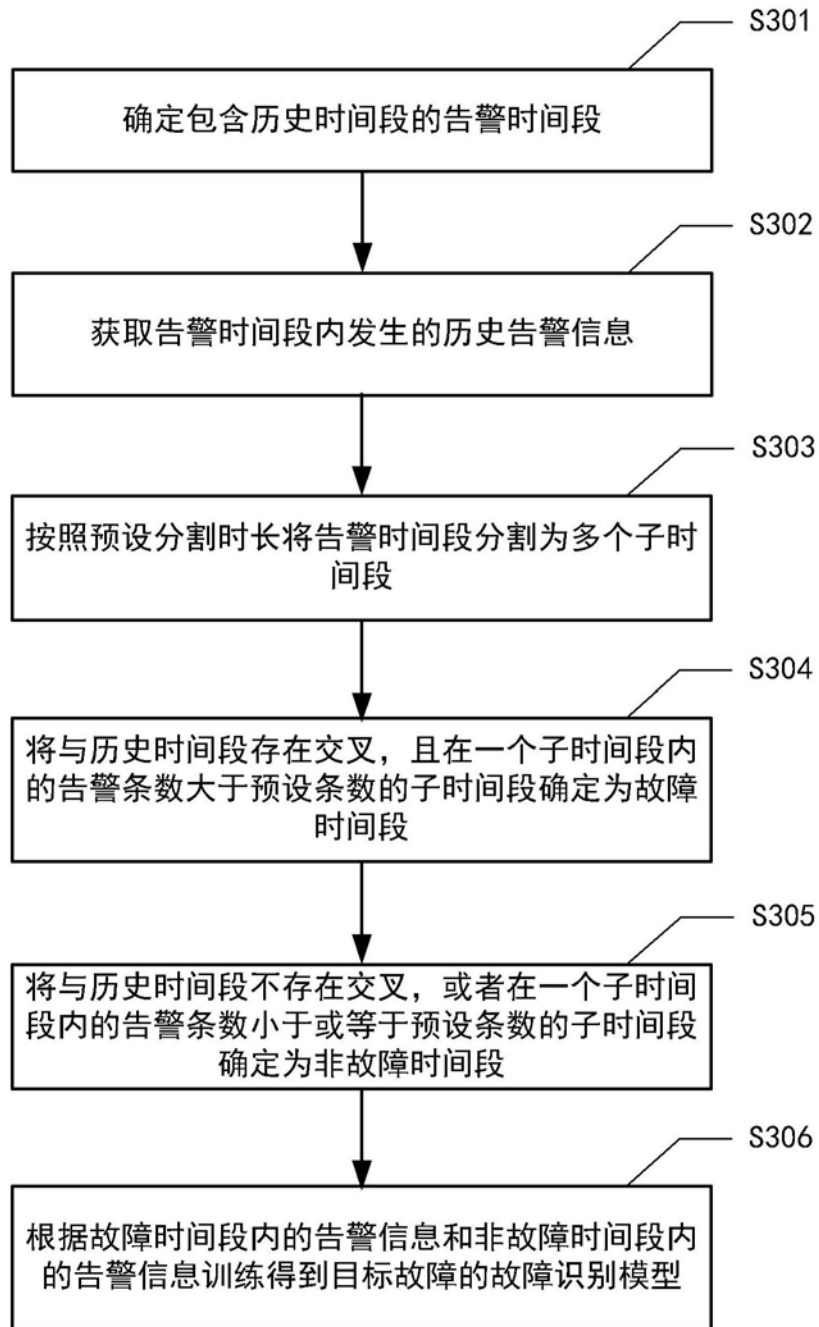 S301
确定包含历史时间段的告警时间段
S302
获取告警时间段内发生的历史告警信息
S303
按照预设分割时长将告警时间段分割为多个子时
间段
S304
将与历史时间段存在交叉，且在一个子时间段内
的告警条数大于预设条数的子时间段确定为故障
时间段
S305
将与历史时间段不存在交叉，或者在一个子时间
段内的告警条数小于或等于预设条数的子时间段
确定为非故障时间段
S306
根据故障时间段内的告警信息和非故障时间段内
的告警信息训练得到目标故障的故障识别模型